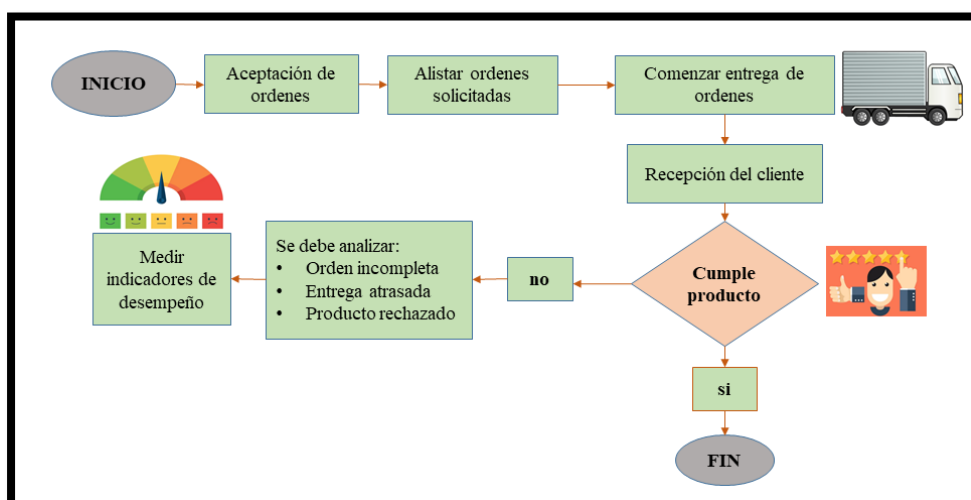 INICIO
Aceptación de
ordenes
Alistar ordenes
solicitadas
Comenzar entrega de
ordenes
Recepción del cliente
Cumple
producto
no
Se debe analizar:
• Orden incompleta
• Entrega atrasada
• Producto rechazado
Medir
indicadores de
desempeño
si
FIN